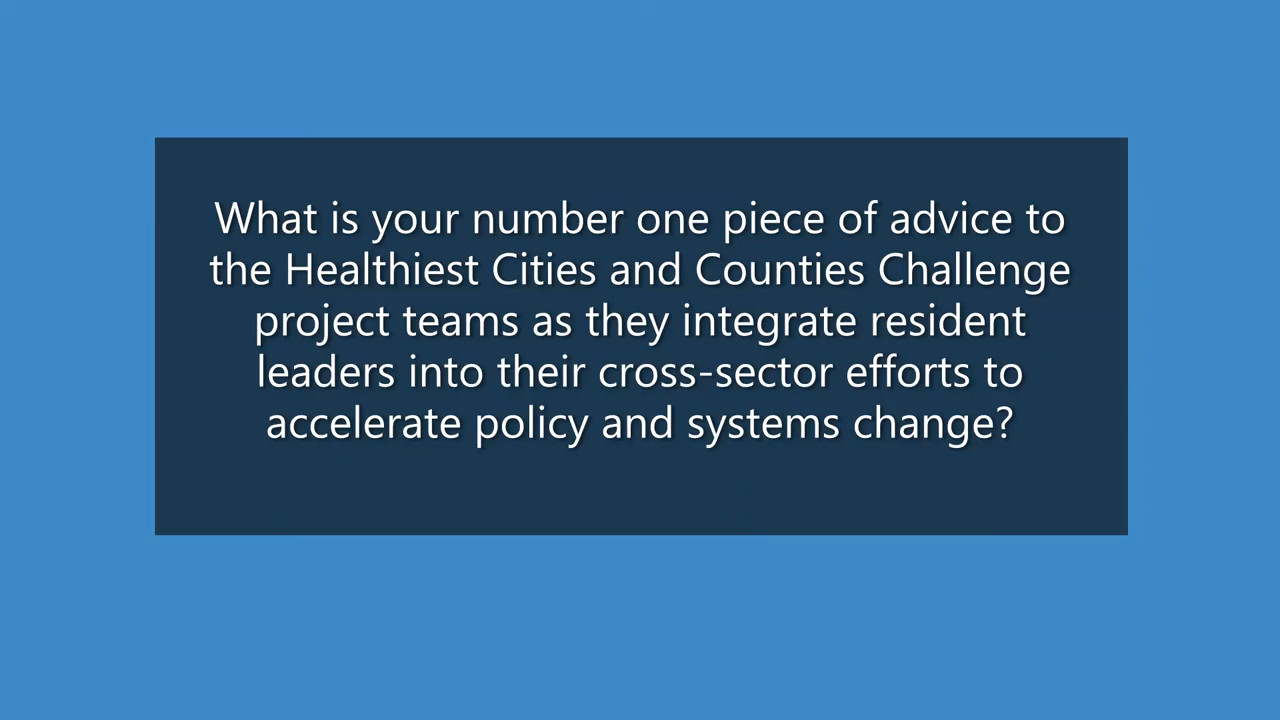 What is your number one piece of advice to
the Healthiest Cities and Counties Challenge
project teams as they integrate resident
leaders into their cross-sector efforts to
accelerate policy and systems change?